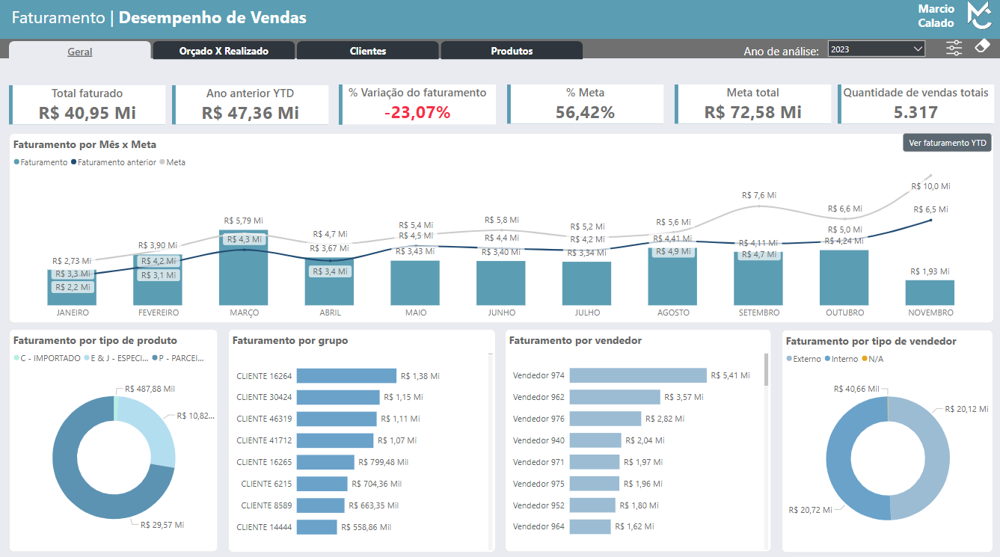 Faturamento | Desempenho de Vendas
Marcio
Calado
Geral
Orçado X Realizado
Clientes
Produtos
Ano de análise:
2023
Total faturado
R$ 40,95 Mi
Ano anterior YTD
R$ 47,36 Mi
% Variação do faturamento
-23,07%
% Meta
56,42%
Meta total
R$ 72,58 Mi
Quantidade de vendas totais
5.317
Faturamento por Mês x Meta
Ver faturamento YTD
Faturamento Faturamento anterior Meta
R$ 2,73 Mi
R$ 3,3 Mi
R$ 2,2 Mi
R$ 3,90 Mi
R$ 4,2 Mi
R$ 3,1 Mi
R$ 5,79 Mi
R$ 4,3 Mi
R$ 4,7 Mi
R$ 3,67 Mi
R$ 3,4 Mi
R$ 5,4 Mi
R$ 4,5 Mi
R$ 3,43 Mi
R$ 5,8 Mi
R$ 4,4 Mi
R$ 3,40 Mi
R$ 5,2 Mi
R$ 4,2 Mi
R$ 3,34 Mi
R$ 5,6 Mi
R$ 4,41 Mi
R$ 4,9 Mi
R$ 7,6 Mi
R$ 4,11 Mi
R$ 4,7 Mi
R$ 6,6 Mi
R$ 5,0 Mi
R$ 4,24 Mi
R$ 10,0 Mi
R$ 6,5 Mi
R$ 1,93 Mi
JANEIRO FEVEREIRO MARÇO ABRIL MAIO JUNHO JULHO AGOSTO SETEMBRO OUTUBRO NOVEMBRO
Faturamento por tipo de produto
C - IMPORTADO E & J - ESPECI... P - PARCEI...
R$ 487,88 Mil
R$ 10,82...
R$ 29,57 Mi
Faturamento por grupo
CLIENTE 16264 R$ 1,38 Mi
CLIENTE 30424 R$ 1,15 Mi
CLIENTE 46319 R$ 1,11 Mi
CLIENTE 41712 R$ 1,07 Mi
CLIENTE 16265 R$ 799,48 Mil
CLIENTE 6215 R$ 704,36 Mil
CLIENTE 8589 R$ 663,35 Mil
CLIENTE 14444 R$ 558,86 Mil
Faturamento por vendedor
Vendedor 974 R$ 5,41 Mi
Vendedor 962 R$ 3,57 Mi
Vendedor 976 R$ 2,82 Mi
Vendedor 940 R$ 2,04 Mi
Vendedor 971 R$ 1,97 Mi
Vendedor 975 R$ 1,96 Mi
Vendedor 952 R$ 1,80 Mi
Vendedor 964 R$ 1,62 Mi
Faturamento por tipo de vendedor
Externo Interno N/A
R$ 40,66 Mil
R$ 20,12 Mi
R$ 20,72 Mi